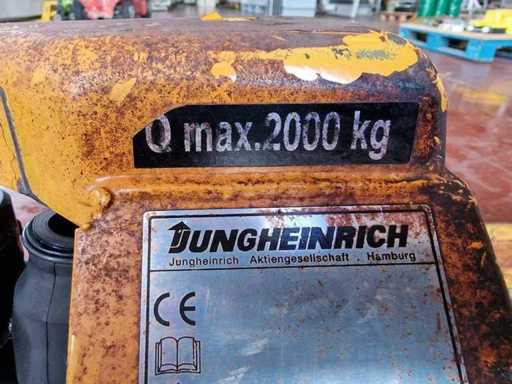 Q max.2000 kg
JUNGHEINRICH
Jungheinrich Aktiengesellschaft . Hamburg
CE